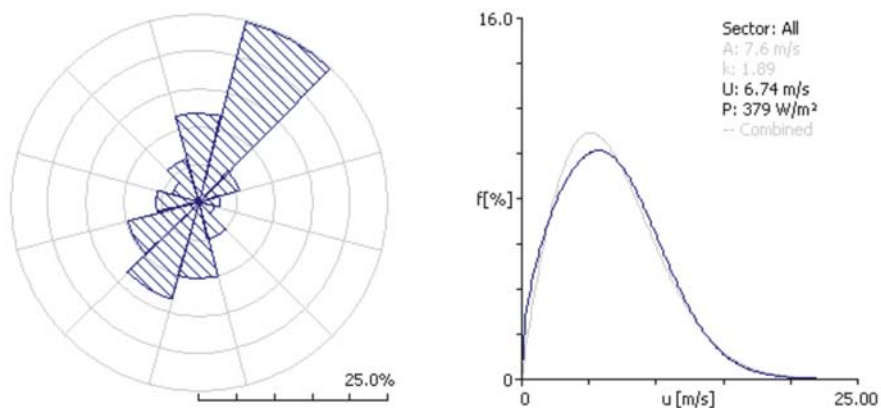 25.0%
16.0
Sector: All
A: 7.6 m/s
k: 1.89
U: 6.74 m/s
P: 379 W/m²
-- Combined
f[%]
0
0
u [m/s]
25.00